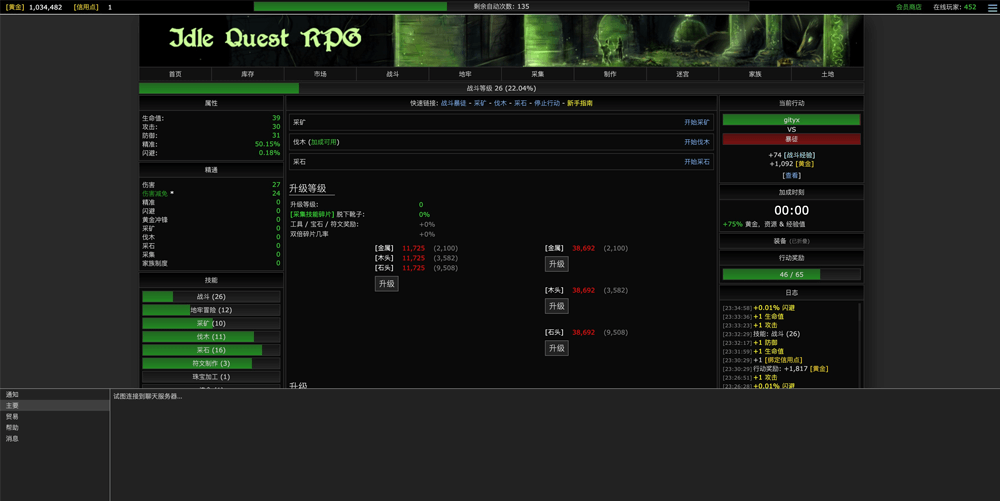 [黄金] 1,034,482 [信用点] 1 剩余自动次数: 135 会员商店 在线玩家: 452
Idle Quest RPG
首页 库存 市场 战斗 地牢 采集 制作 迷宫 家族 土地
战斗等级 26 (22.04%)
属性
生命值: 39
攻击: 30
防御: 31
精准: 50.15%
闪避: 0.18%
精通
伤害 27
伤害减免 * 24
精准 0
闪避 0
黄金冲锋 0
采矿 0
伐木 0
采石 0
采集 0
家族制度 0
技能
战斗 (26)
地牢冒险 (12)
采矿 (10)
伐木 (11)
采石 (16)
符文制作 (3)
珠宝加工 (1)
快速链接: 战斗暴徒 - 采矿 - 伐木 - 采石 - 停止行动 - 新手指南
采矿 开始采矿
伐木 (加成可用) 开始伐木
采石 开始采石
升级等级
升级等级: 0
[采集技能碎片] 脱下靴子: 0%
工具 / 宝石 / 符文奖励: +0%
双倍碎片几率 +0%
[金属] 11,725 (2,100)
[木头] 11,725 (3,582)
[石头] 11,725 (9,508)
升级
[金属] 38,692 (2,100)
升级
[木头] 38,692 (3,582)
升级
[石头] 38,692 (9,508)
升级
升级
当前行动
gltyx
VS
暴徒
+74 [战斗经验]
+1,092 [黄金]
[查看]
加成时刻
00:00
+75% 黄金、资源 & 经验值
装备 (已折叠)
行动奖励
46 / 65
日志
[23:34:58] +0.01% 闪避
[23:33:36] +1 生命值
[23:33:23] +1 攻击
[23:32:29] 技能: 战斗 (26)
[23:32:17] +1 防御
[23:31:59] +1 生命值
[23:30:29] +1 [绑定信用点]
[23:30:29] 行动奖励: +1,817 [黄金]
[23:26:51] +1 攻击
[23:26:28] +0.01% 闪避
通知
主要
贸易
帮助
消息
试图连接到聊天服务器...